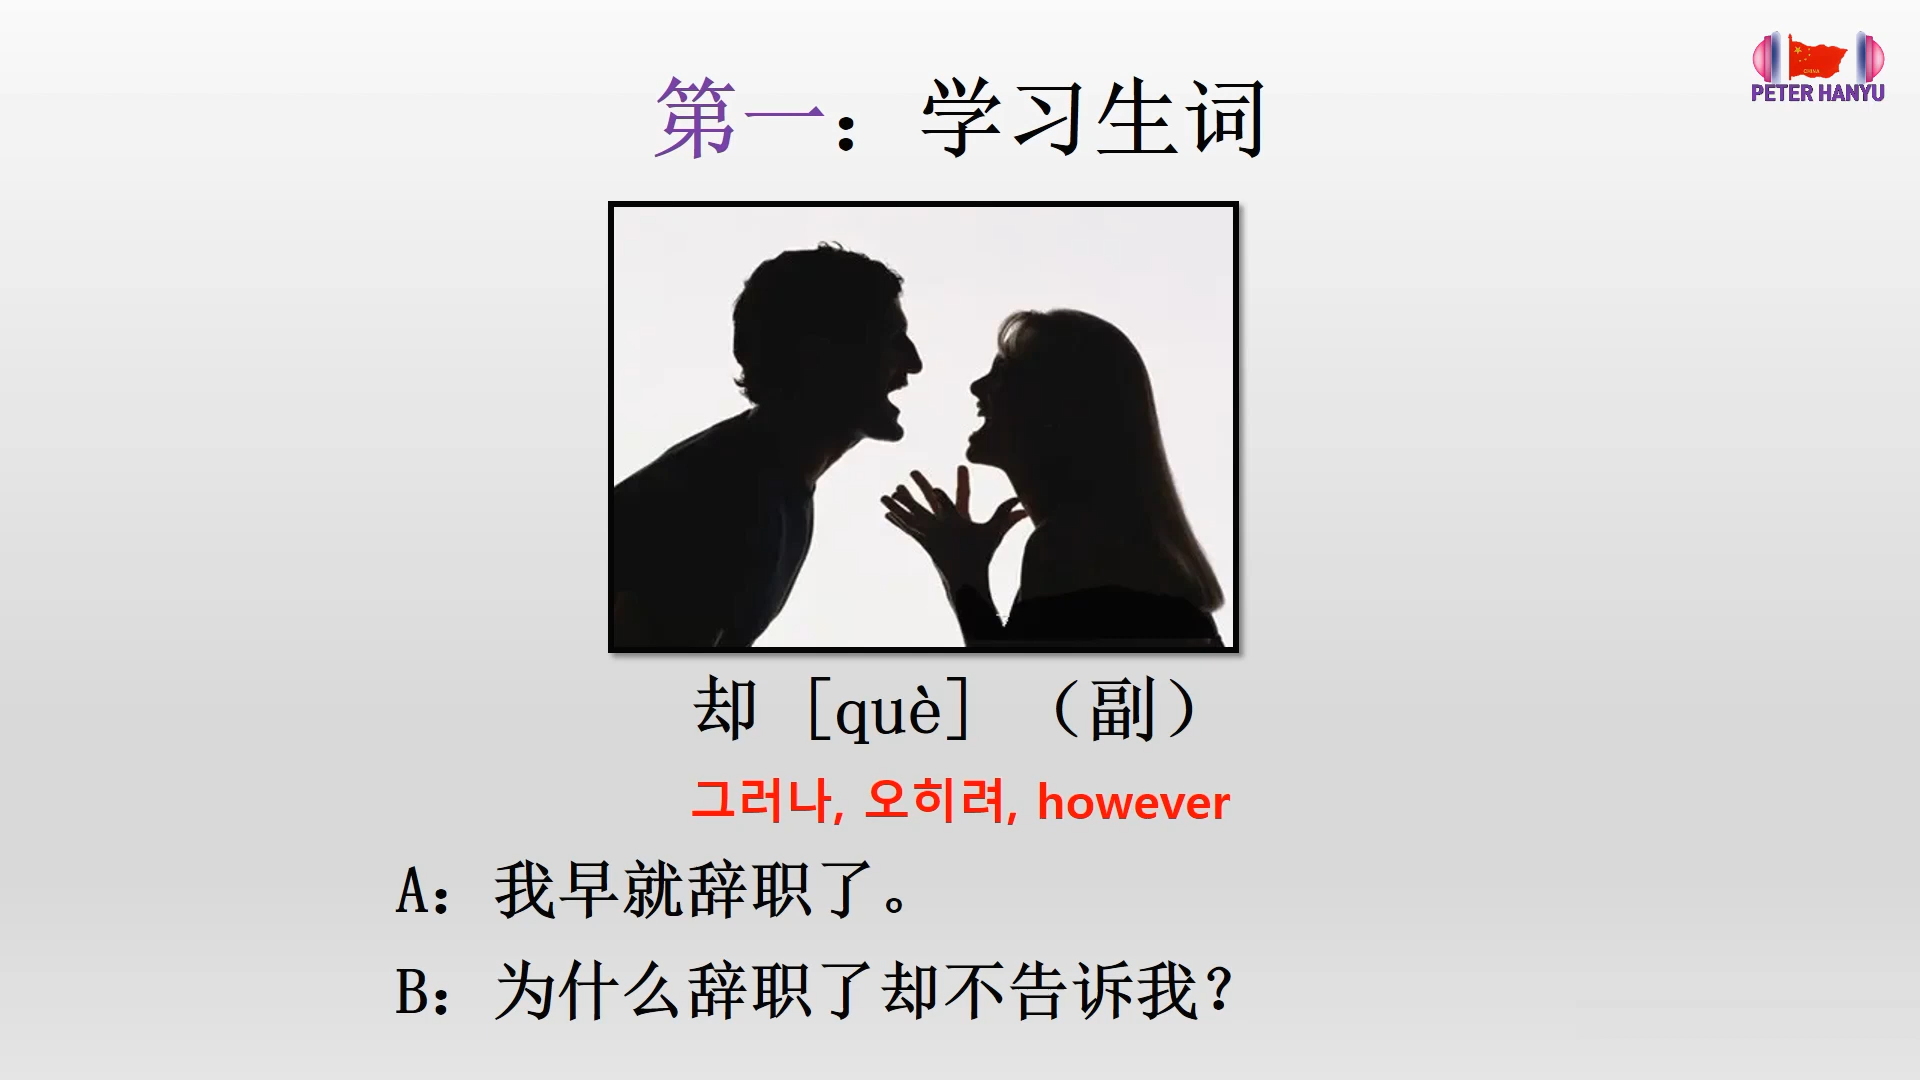 PETER HANYU
第一：学习生词
却 [què] （副）
그러나, 오히려, however
A：我早就辞职了。
B：为什么辞职了却不告诉我？